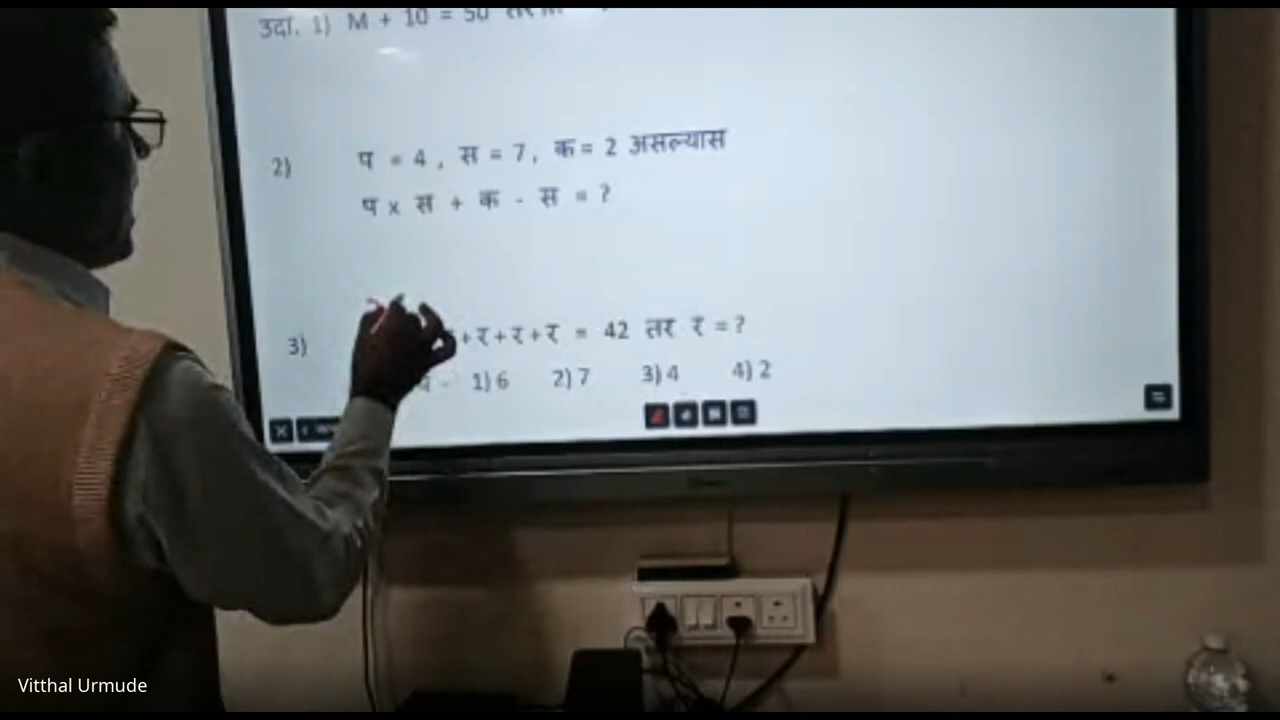 उदा. 1) M + 10 = 50 तर
2) प = 4 , स = 7 , क = 2 असल्यास
प x स + क - स = ?
3) +र+र+र = 42 तर र = ?
1) 6 2) 7 3) 4 4) 2
Vitthal Urmude